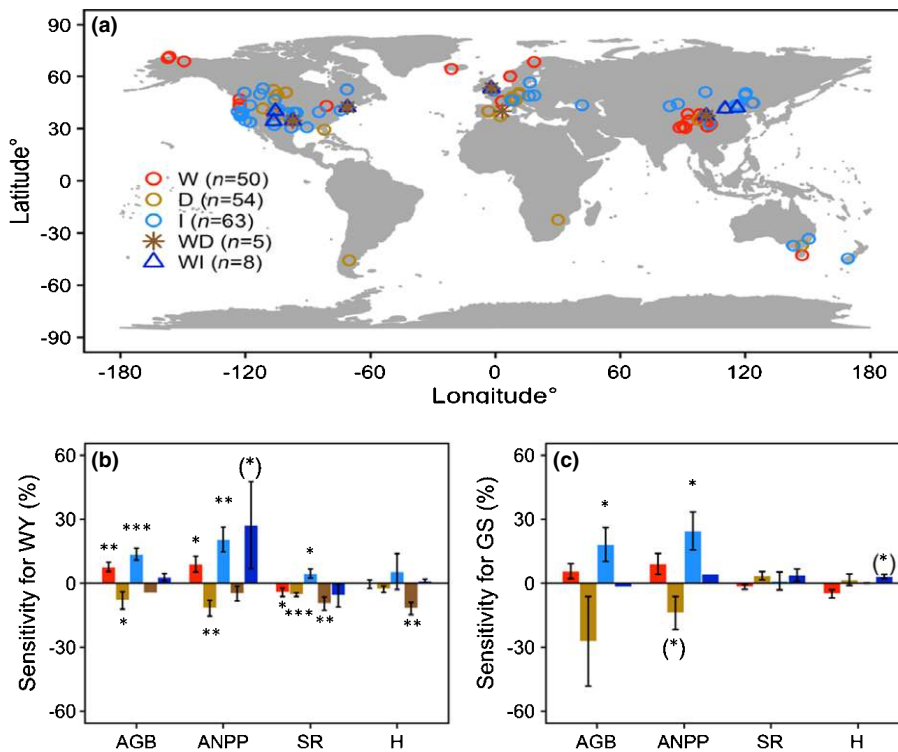 (a)
90
60
30
0
-30
-60
-90
Latitude°
W (n=50)
D (n=54)
I (n=63)
WD (n=5)
WI (n=8)
-180
-120
-60
0
60
120
180
Longitude°
(b)
60
30
0
-30
-60
Sensitivity for WY (%)
**
*
***
*
**
**
(*)
*
***
*
**
**
AGB
ANPP
SR
H
(c)
60
30
0
-30
-60
Sensitivity for GS (%)
*
(*)
*
(*)
AGB
ANPP
SR
H